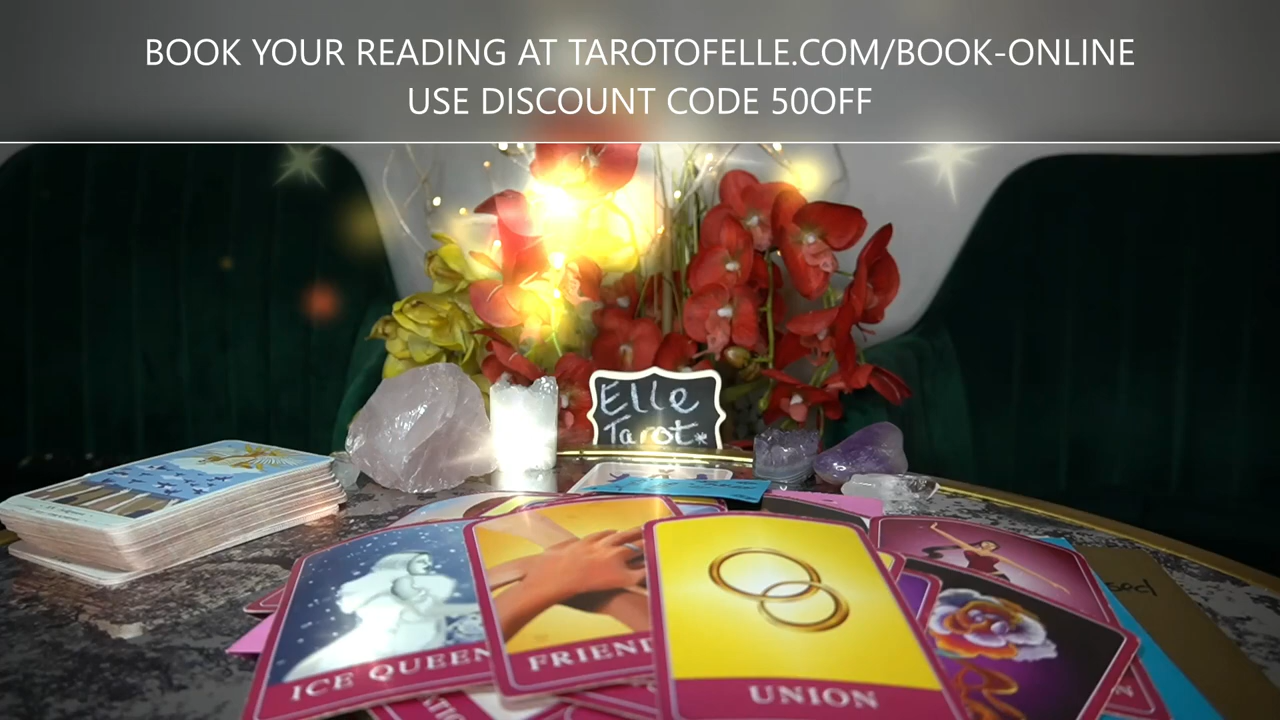 BOOK YOUR READING AT TAROTOFELLE.COM/BOOK-ONLINE
USE DISCOUNT CODE 50OFF
Elle
Tarot*
ICE QUEEN
FRIEND
UNION